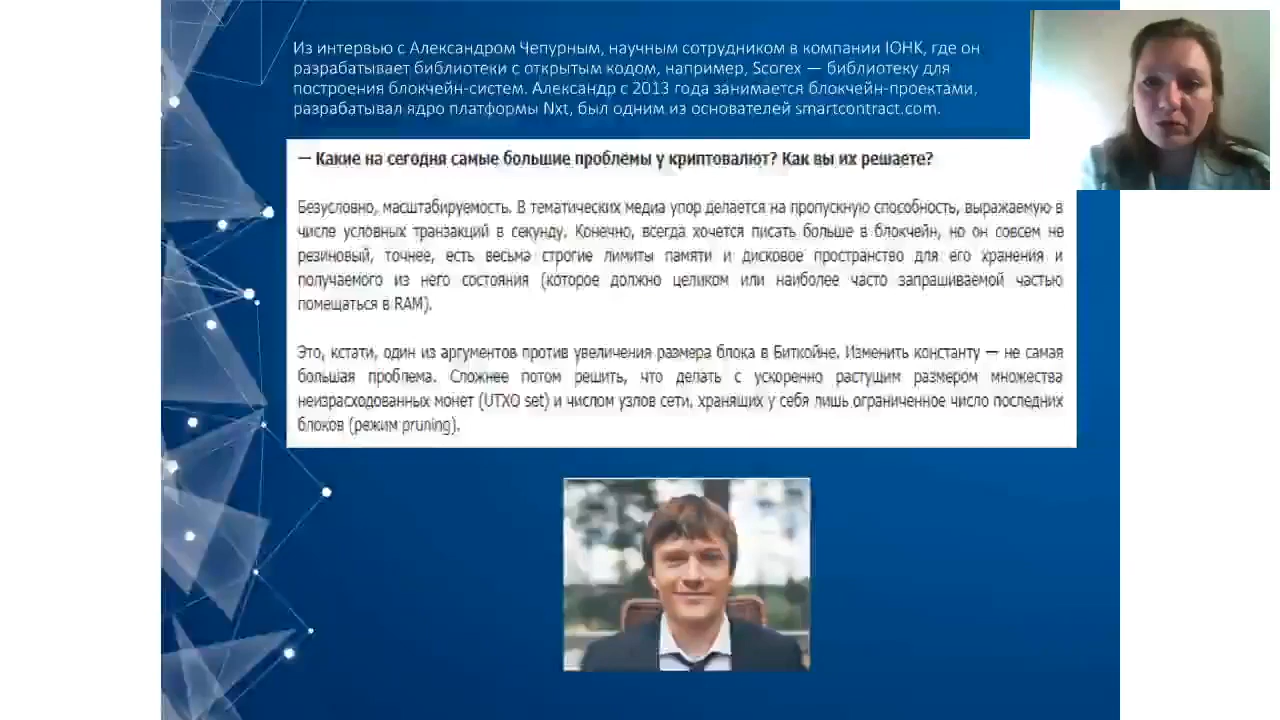 Из интервью с Александром Чепурным, научным сотрудником в компании IOHK, где он
разрабатывает библиотеки с открытым кодом, например, Scorex — библиотеку для
построения блокчейн-систем. Александр с 2013 года занимается блокчейн-проектами,
разрабатывал ядро платформы Nxt, был одним из основателей smartcontract.com.
— Какие на сегодня самые большие проблемы у криптовалют? Как вы их решаете?
Безусловно, масштабируемость. В тематических медиа упор делается на пропускную способность, выражаемую в
числе условных транзакций в секунду. Конечно, всегда хочется писать больше в блокчейн, но он совсем не
резиновый, точнее, есть весьма строгие лимиты памяти и дисковое пространство для его хранения и
получаемого из него состояния (которое должно целиком или наиболее часто запрашиваемой частью
помещаться в RAM).
Это, кстати, один из аргументов против увеличения размера блока в Биткойне. Изменить константу — не самая
большая проблема. Сложнее потом решить, что делать с ускоренно растущим размером множества
неизрасходованных монет (UTXO set) и числом узлов сети, хранящих у себя лишь ограниченное число последних
блоков (режим pruning).